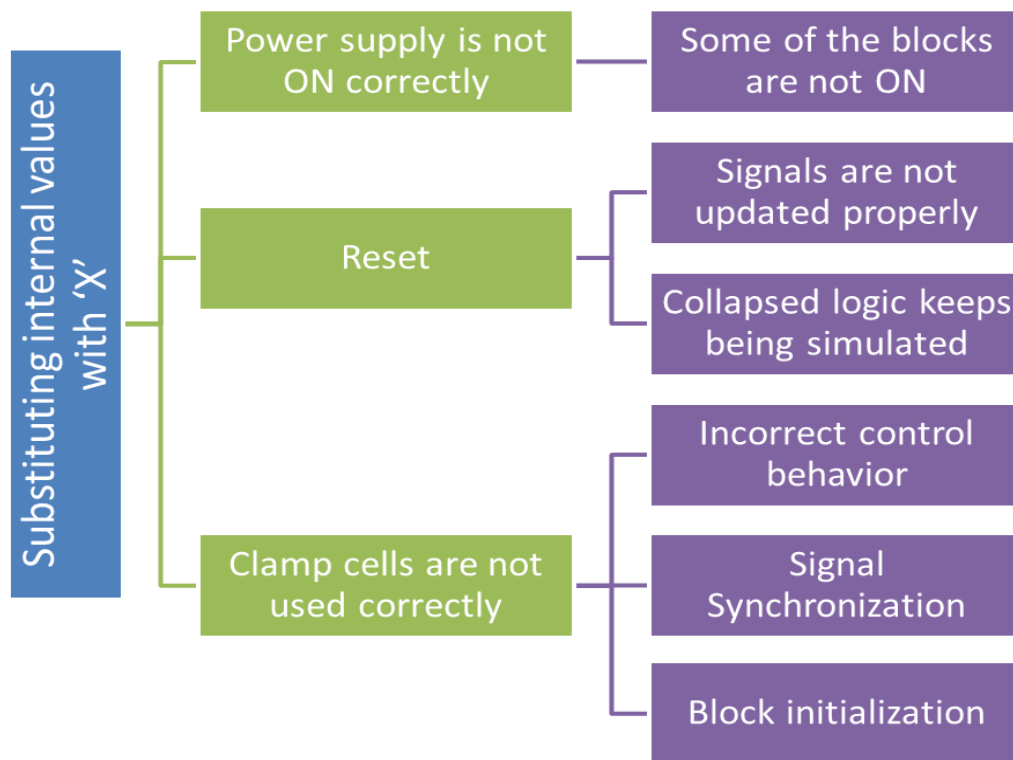 Substituting internal values
with ‘X’
Power supply is not
ON correctly
Some of the blocks
are not ON
Reset
Signals are not
updated properly
Collapsed logic keeps
being simulated
Clamp cells are not
used correctly
Incorrect control
behavior
Signal
Synchronization
Block initialization